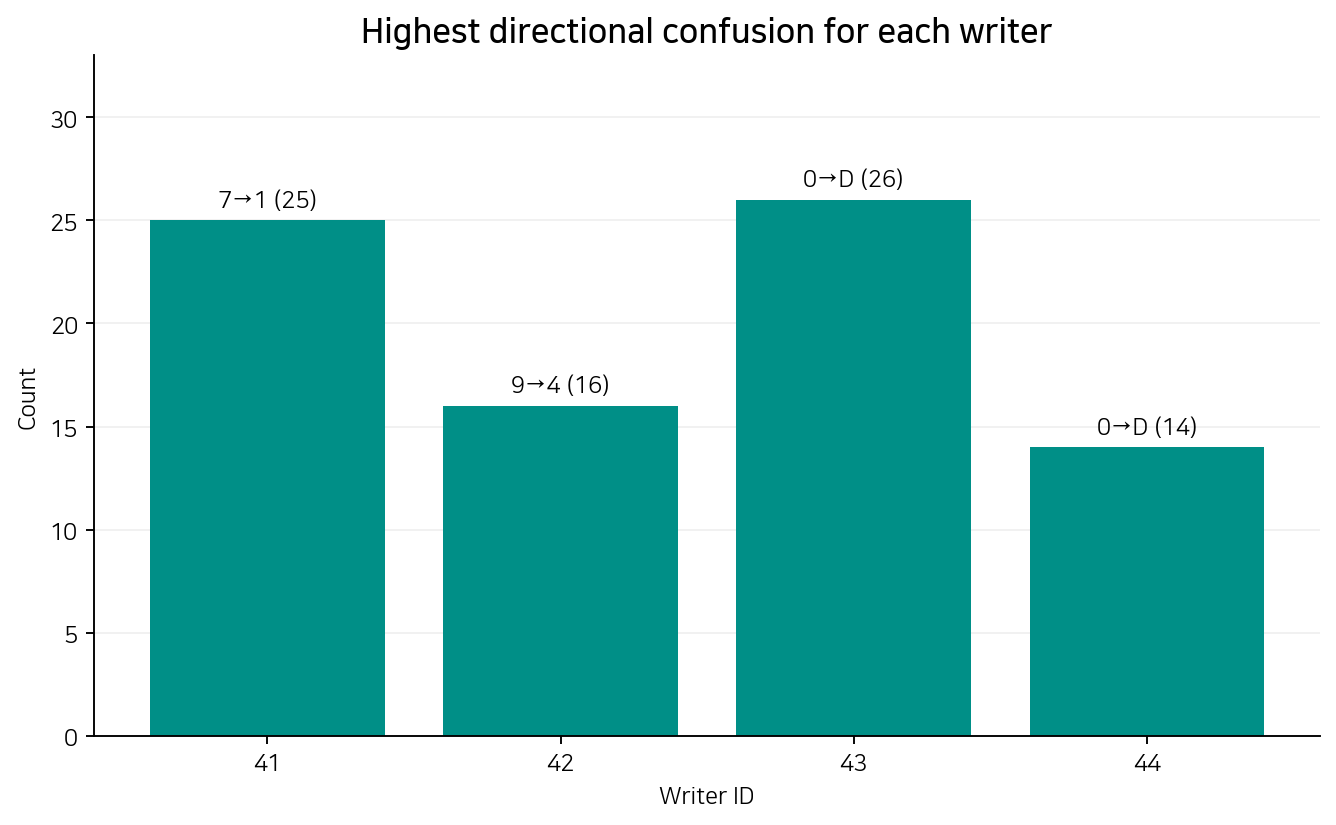 Highest directional confusion for each writer
Count
30
25
20
15
10
5
0
7→1 (25)
9→4 (16)
0→D (26)
0→D (14)
41
42
43
44
Writer ID